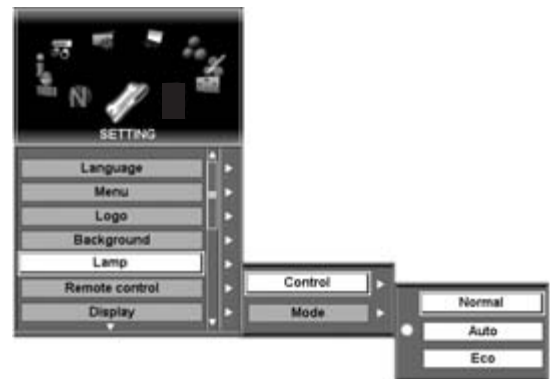 SETTING
Language
Menu
Logo
Background
Lamp
Remote control
Display
Control
Mode
Normal
Auto
Eco